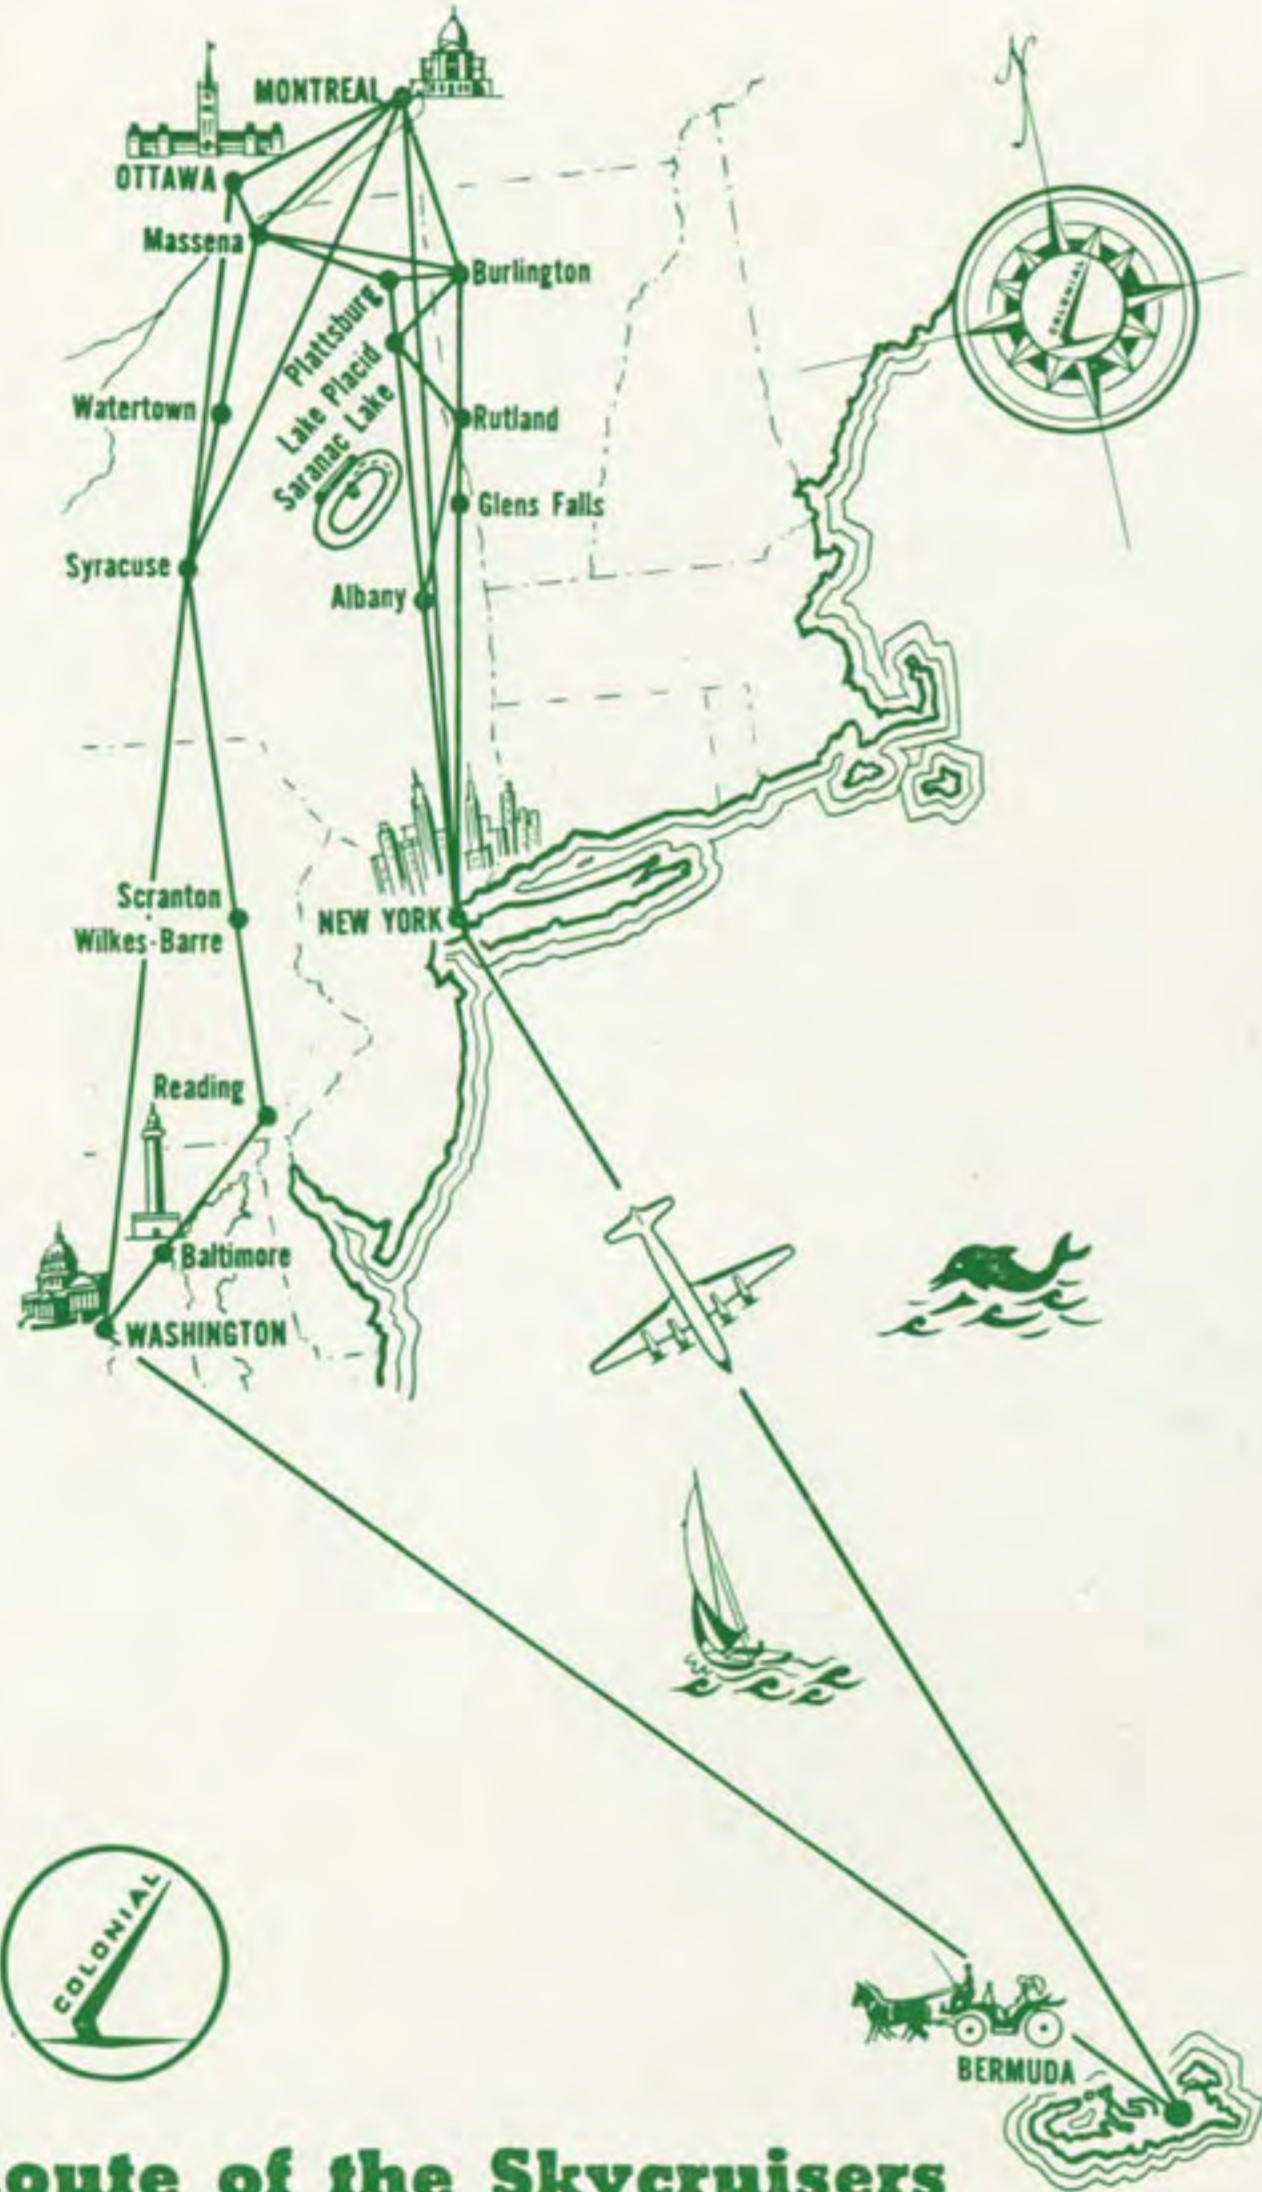 N
MONTREAL
OTTAWA
Massena
Burlington
COLONIAL
Plattsburg
Lake Placid
Saranac Lake
Watertown
Rutland
Glens Falls
Syracuse
Albany
Scranton
Wilkes-Barre
NEW YORK
Reading
Baltimore
WASHINGTON
COLONIAL
BERMUDA
of the Skycruisers